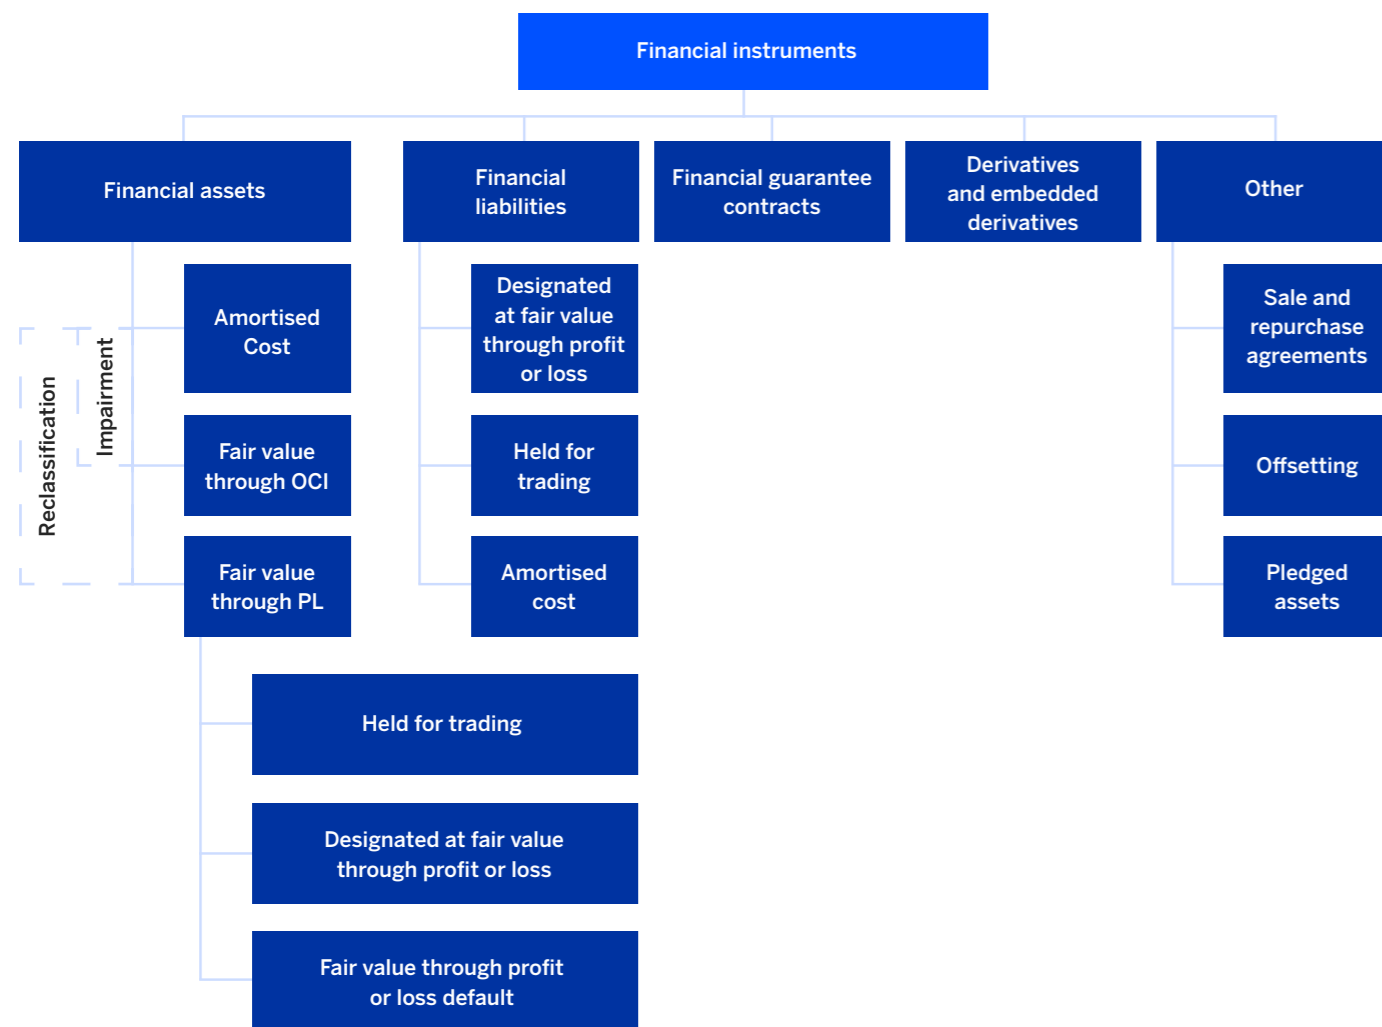 Financial instruments
Financial assets
Financial
liabilities
Financial guarantee
contracts
Derivatives
and embedded
derivatives
Other
Reclassification
Impairment
Amortised
Cost
Fair value
through OCI
Fair value
through PL
Held for trading
Designated at fair value
through profit or loss
Fair value through profit
or loss default
Designated
at fair value
through profit
or loss
Held for
trading
Amortised
cost
Sale and
repurchase
agreements
Offsetting
Pledged
assets